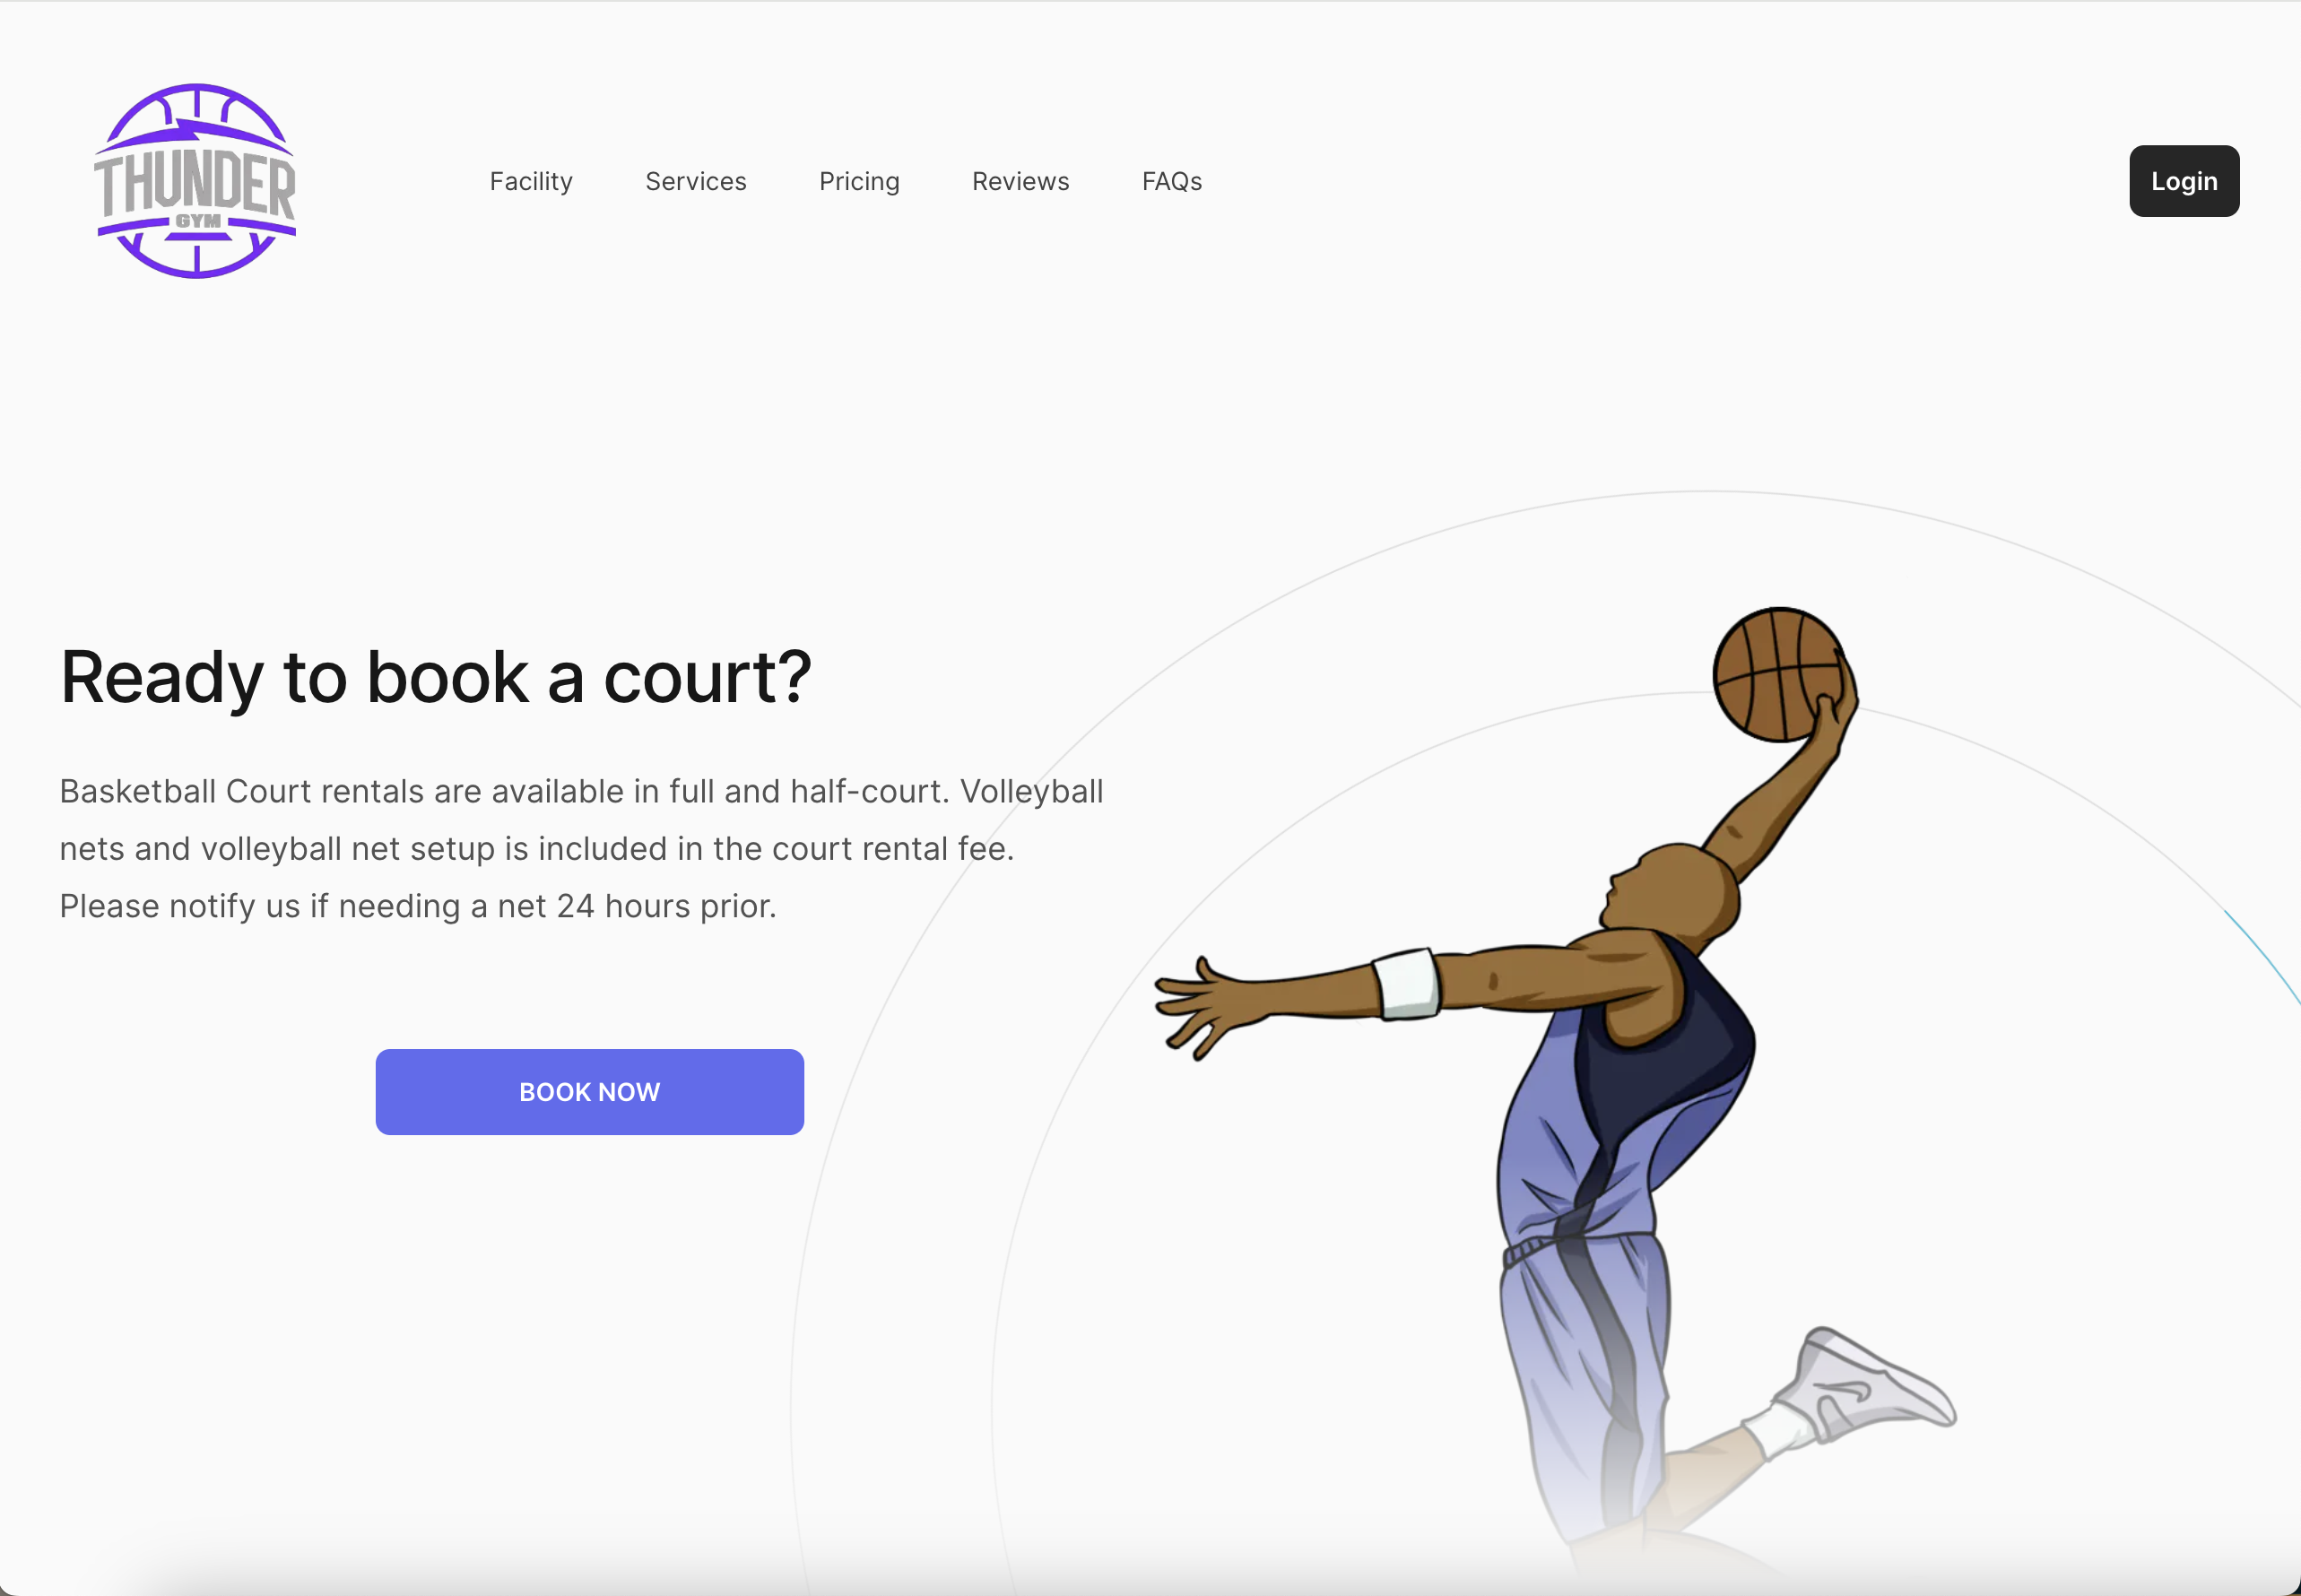 THUNDER
GYM
Facility
Services
Pricing
Reviews
FAQs
Login
Ready to book a court?
Basketball Court rentals are available in full and half-court. Volleyball
nets and volleyball net setup is included in the court rental fee.
Please notify us if needing a net 24 hours prior.
BOOK NOW